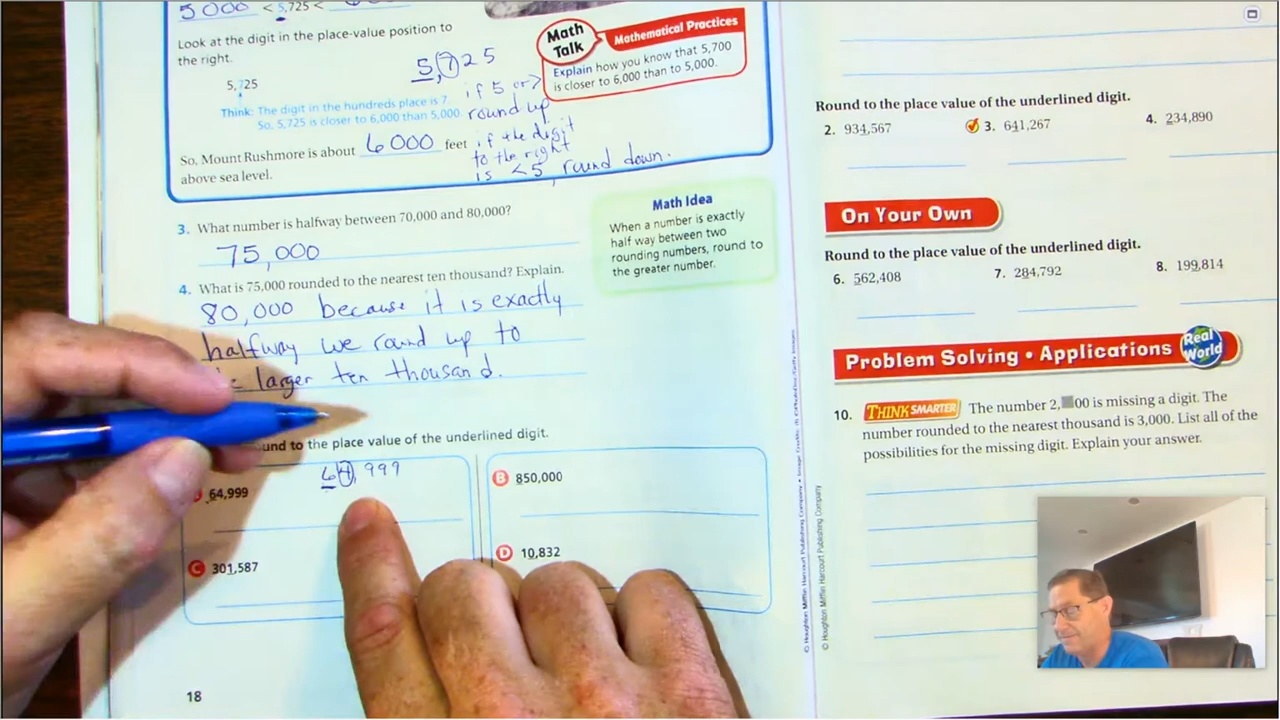 5000 < 5,725 <
Look at the digit in the place-value position to
the right.
5,725
5,725
Think: The digit in the hundreds place is 7.
So, 5,725 is closer to 6,000 than 5,000
if 5 or >
round up
if the digit
to the right
is <5, round down.
So, Mount Rushmore is about 6000 feet
above sea level.
Math
Talk
Mathematical Practices
Explain how you know that 5,700
is closer to 6,000 than to 5,000.
3. What number is halfway between 70,000 and 80,000?
75,000
4. What is 75,000 rounded to the nearest ten thousand? Explain.
80,000 because it is exactly
halfway we round up to
larger ten thousand.
Math Idea
When a number is exactly
half way between two
rounding numbers, round to
the greater number.
to the place value of the underlined digit.
64,999
64,999
B 850,000
C 301,587
D 10,832
18
© Houghton Mifflin Harcourt Publishing Company
Round to the place value of the underlined digit.
2. 934,567
3. 641,267
4. 234,890
On Your Own
Round to the place value of the underlined digit.
6. 562,408
7. 284,792
8. 199,814
Problem Solving • Applications
Real
World
10. THINK SMARTER The number 2,■00 is missing a digit. The
number rounded to the nearest thousand is 3,000. List all of the
possibilities for the missing digit. Explain your answer.
© Houghton Mifflin Harcourt Publishing Company